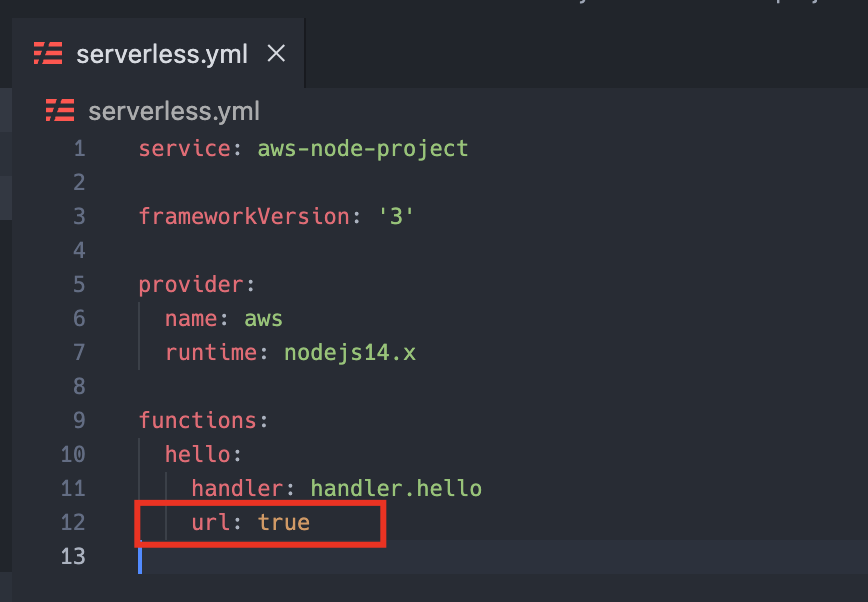 serverless.yml
serverless.yml
1 service: aws-node-project
2
3 frameworkVersion: '3'
4
5 provider:
6   name: aws
7   runtime: nodejs14.x
8
9 functions:
10   hello:
11     handler: handler.hello
12     url: true
13